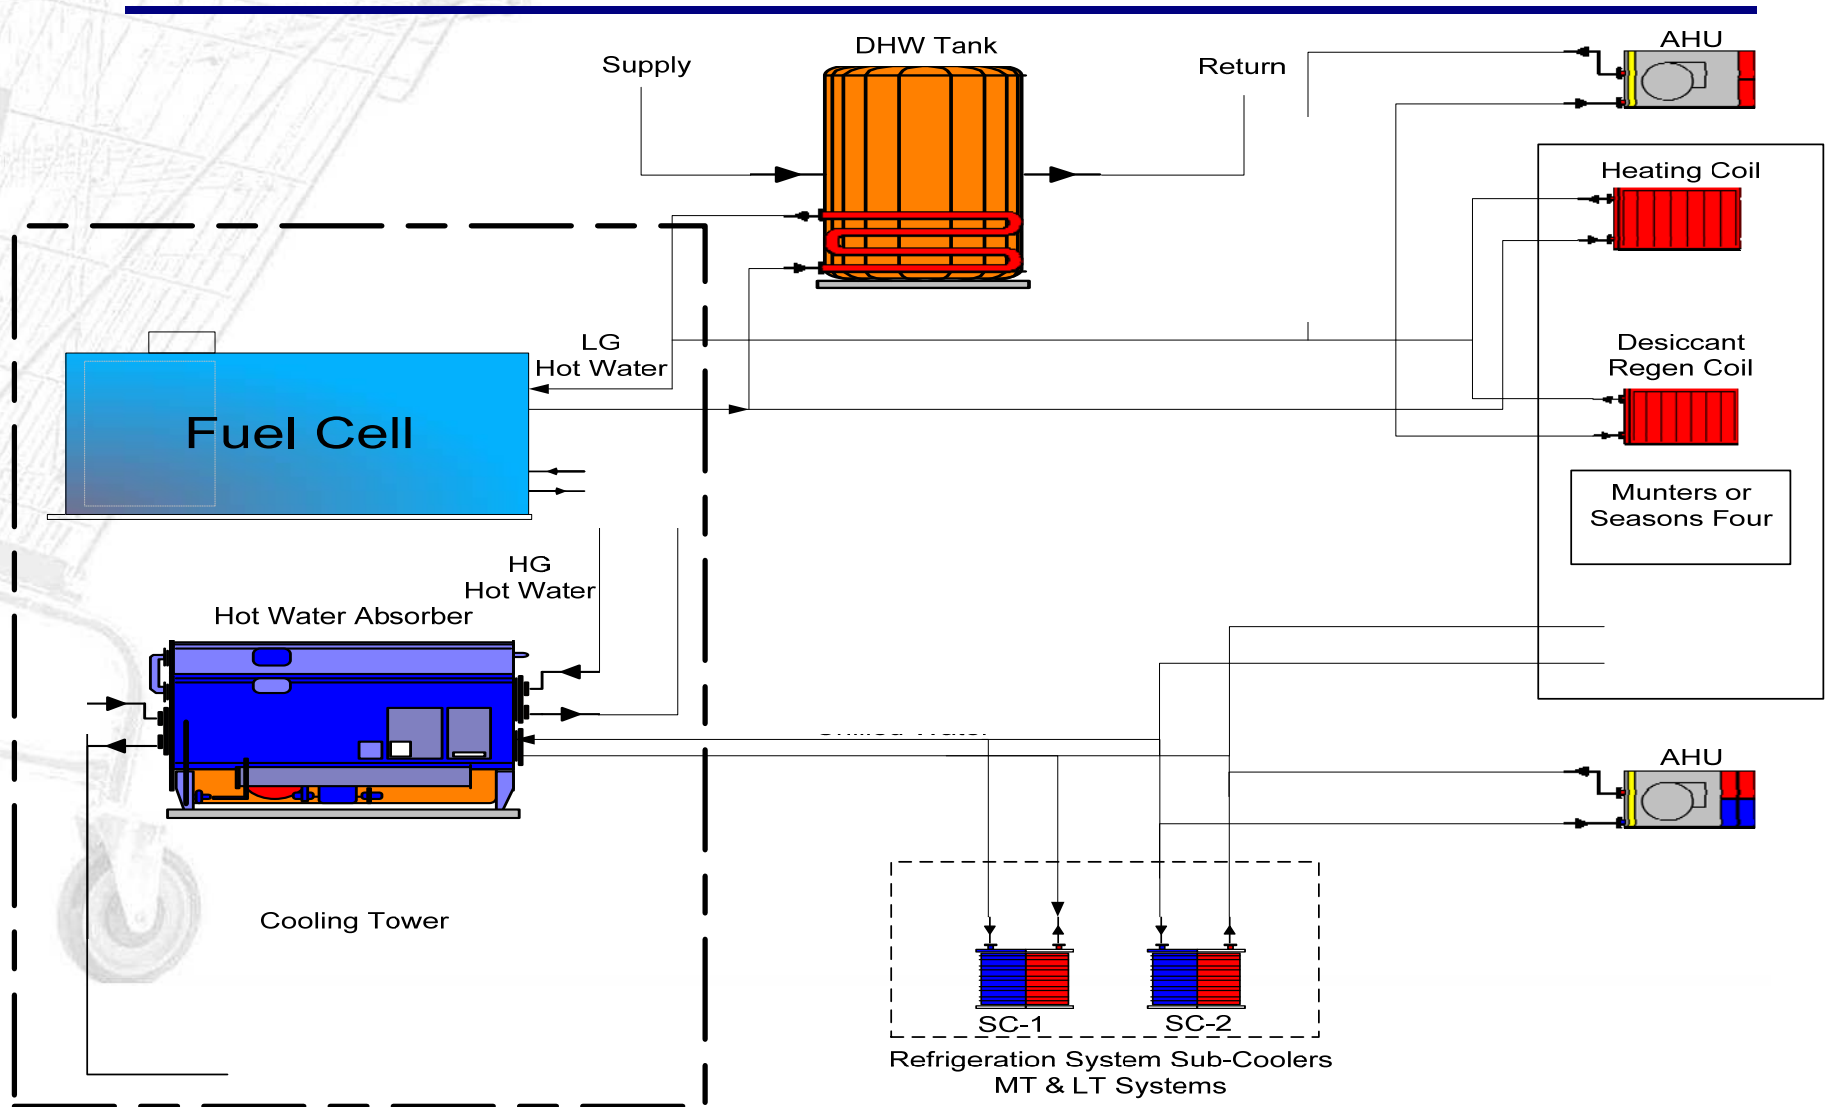 DHW Tank
AHU
Supply
Return
Heating Coil
LG
Hot Water
Desiccant
Regen Coil
Fuel Cell
Munters or
Seasons Four
HG
Hot Water
Hot Water Absorber
AHU
Cooling Tower
SC-1
SC-2
Refrigeration System Sub-Coolers
MT & LT Systems